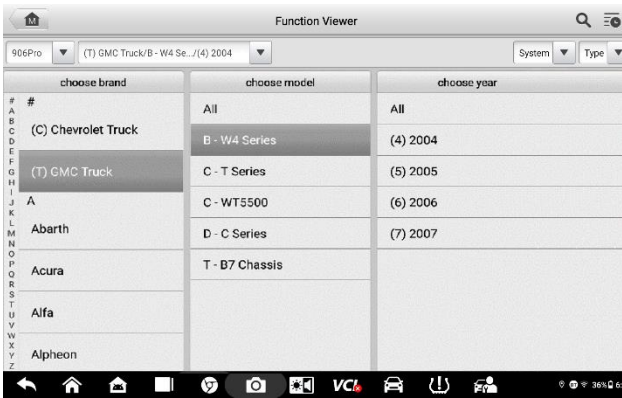 M
Function Viewer
906Pro
(T) GMC Truck/B - W4 Se.../(4) 2004
System
Type
choose brand
choose model
choose year
#
A
B
C
D
E
F
G
H
I
J
K
L
M
N
O
P
Q
R
S
T
U
V
W
X
Y
Z
#
(C) Chevrolet Truck
(T) GMC Truck
A
Abarth
Acura
Alfa
Alpheon
All
B - W4 Series
C - T Series
C - WT5500
D - C Series
T - B7 Chassis
All
(4) 2004
(5) 2005
(6) 2006
(7) 2007
VCI
36%